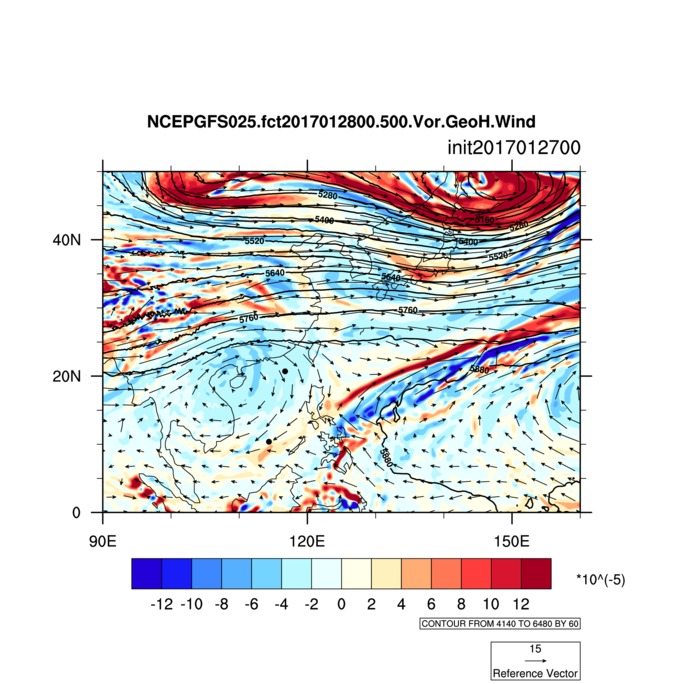 NCEPGFS025.fct2017012800.500.Vor.GeoH.Wind
init2017012700
5280
5400
5160
5280
40N
5520
5400
5520
5640
5640
5760
5760
20N
5880
5880
0
90E 120E 150E
-12 -10 -8 -6 -4 -2 0 2 4 6 8 10 12
*10^(-5)
CONTOUR FROM 4140 TO 6480 BY 60
15
Reference Vector